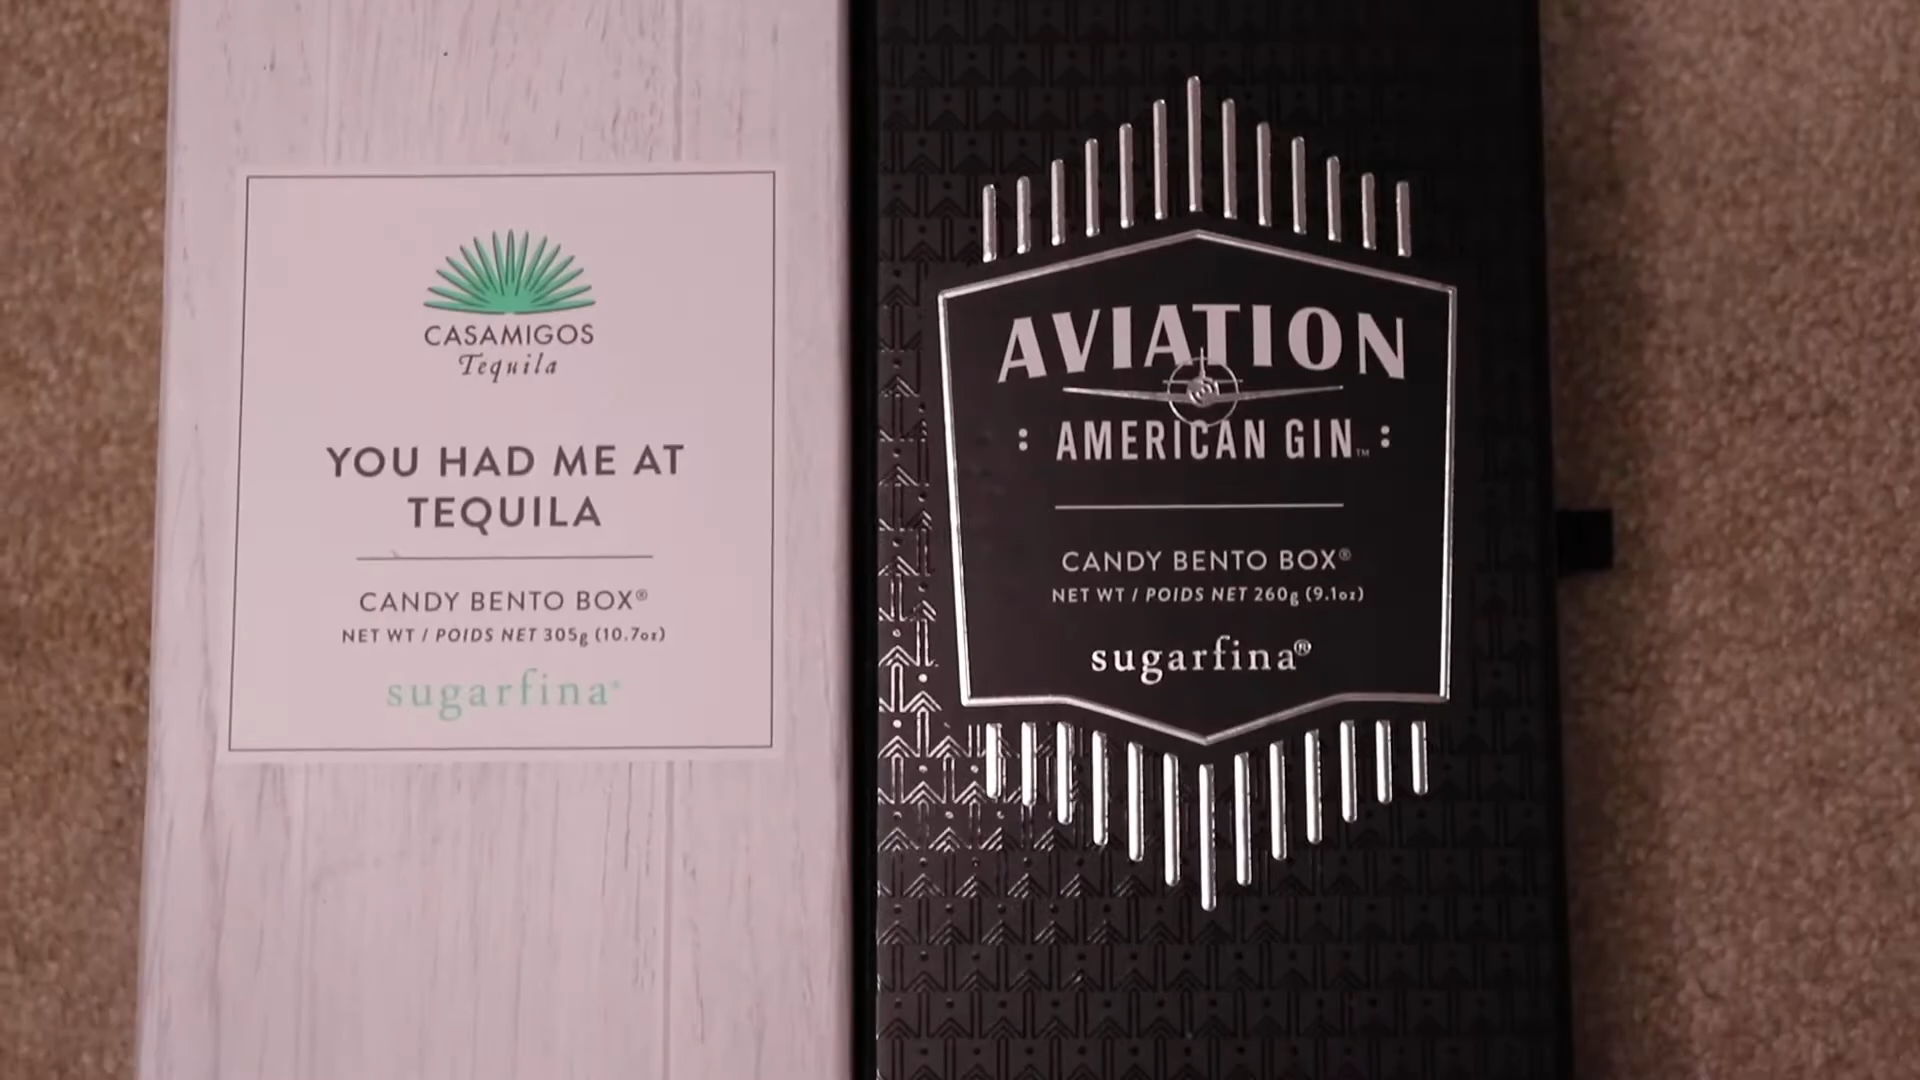 CASAMIGOS
Tequila
YOU HAD ME AT
TEQUILA
CANDY BENTO BOX®
NET WT / POIDS NET 305g (10.7oz)
sugarfina®
AVIATION
: AMERICAN GIN™ :
CANDY BENTO BOX®
NET WT / POIDS NET 260g (9.1oz)
sugarfina®